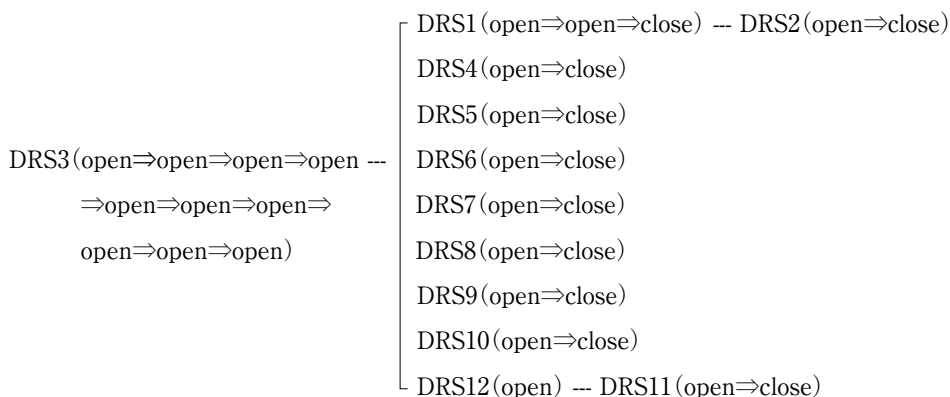 DRS1(open⇒open⇒close) --- DRS2(open⇒close)
DRS4(open⇒close)
DRS5(open⇒close)
DRS3(open⇒open⇒open⇒open --- DRS6(open⇒close)
⇒open⇒open⇒open⇒ DRS7(open⇒close)
open⇒open⇒open) DRS8(open⇒close)
DRS9(open⇒close)
DRS10(open⇒close)
DRS12(open) --- DRS11(open⇒close)